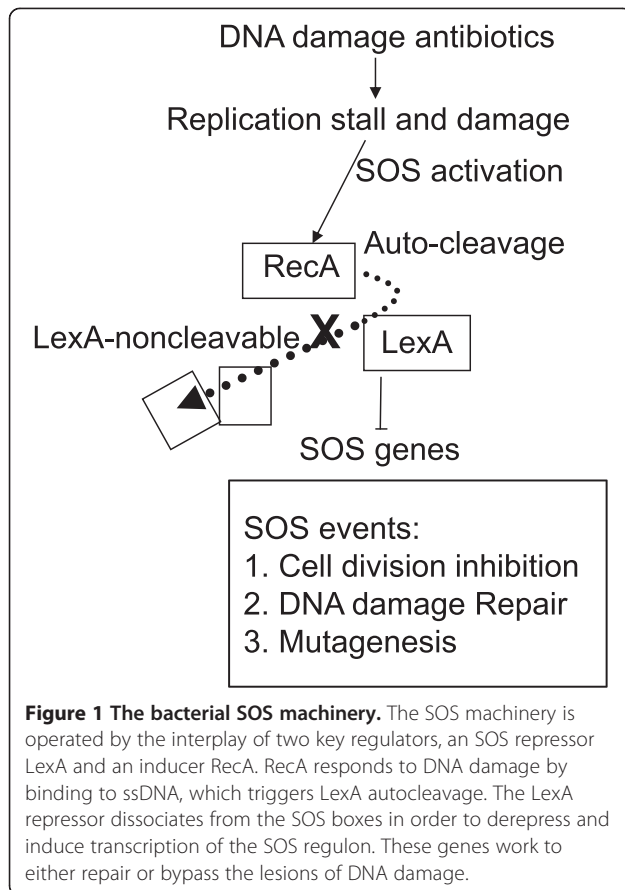 DNA damage antibiotics
Replication stall and damage
SOS activation
Auto-cleavage
RecA
LexA-noncleavable X
LexA
SOS genes
SOS events:
1. Cell division inhibition
2. DNA damage Repair
3. Mutagenesis
Figure 1 The bacterial SOS machinery. The SOS machinery is
operated by the interplay of two key regulators, an SOS repressor
LexA and an inducer RecA. RecA responds to DNA damage by
binding to ssDNA, which triggers LexA autocleavage. The LexA
repressor dissociates from the SOS boxes in order to derepress and
induce transcription of the SOS regulon. These genes work to
either repair or bypass the lesions of DNA damage.